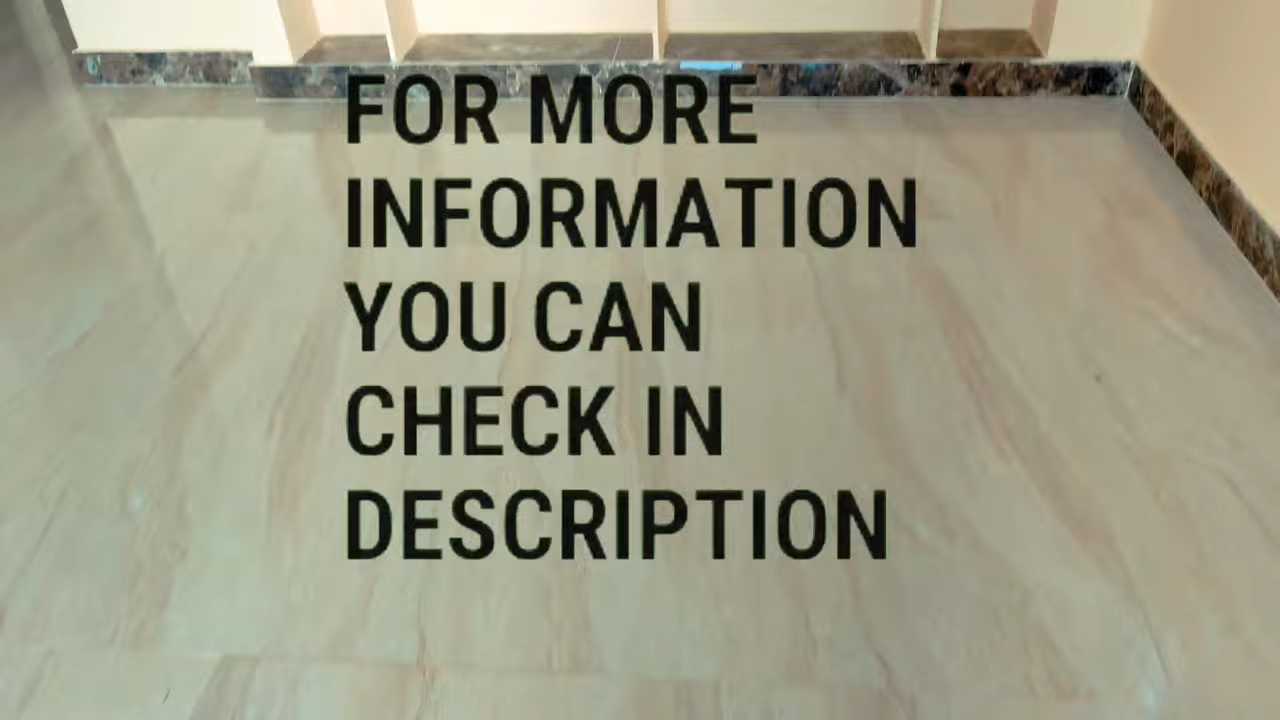 FOR MORE
INFORMATION
YOU CAN
CHECK IN
DESCRIPTION